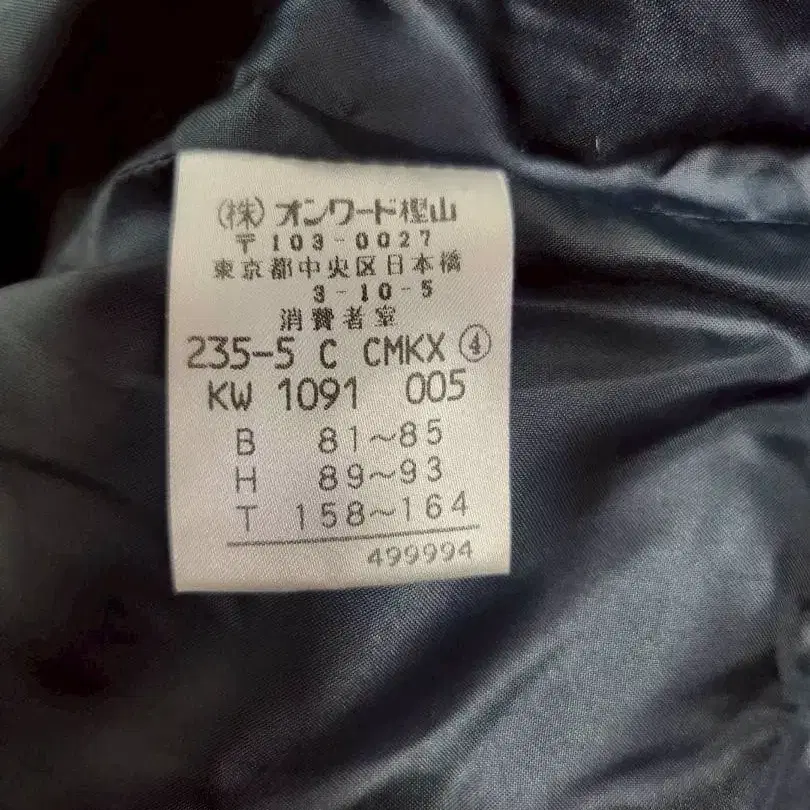 (株)オンワード樫山
〒103-0027
東京都中央区日本橋
3-10-5
消費者室
235-5 C CMKX ④
KW 1091 005
B 81~85
H 89~93
T 158~164
499994